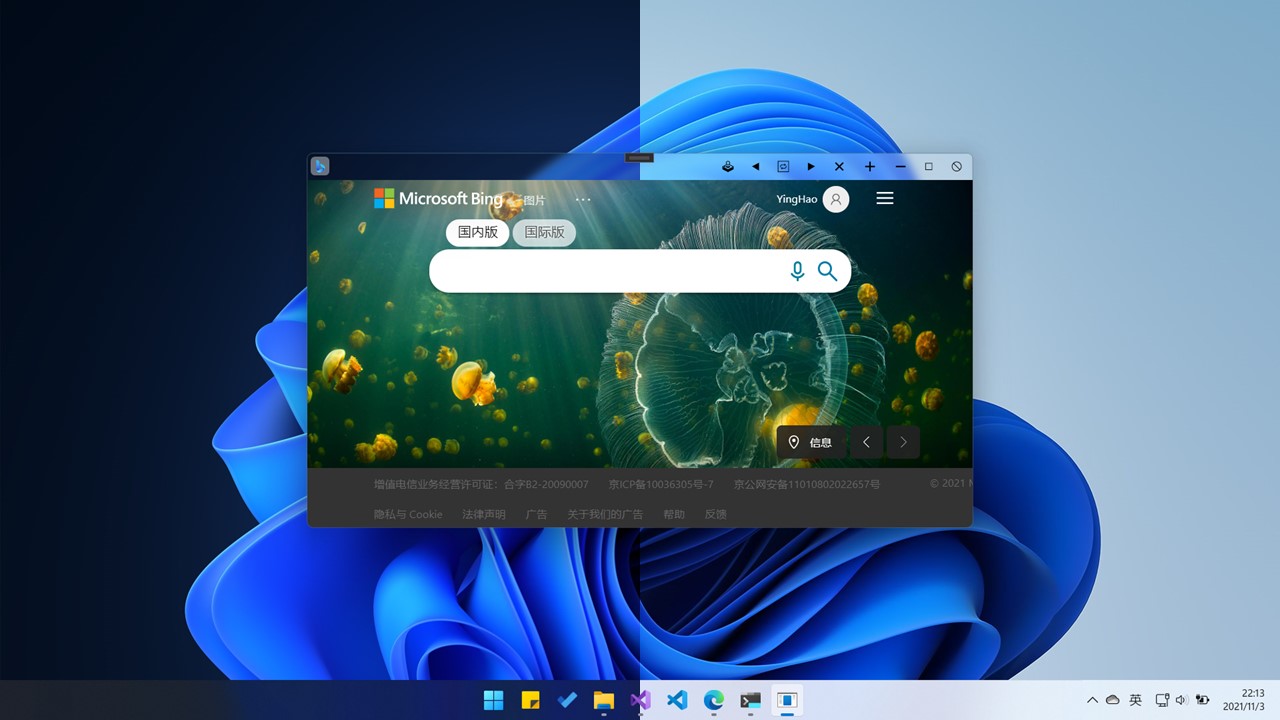 Microsoft Bing 图片 ... YingHao
国内版 国际版
信息
增值电信业务经营许可证：合字B2-20090007 京ICP备10036305号-7 京公网安备11010802022657号 © 2021
隐私与 Cookie 法律声明 广告 关于我们的广告 帮助 反馈
英 22:13
2021/11/3